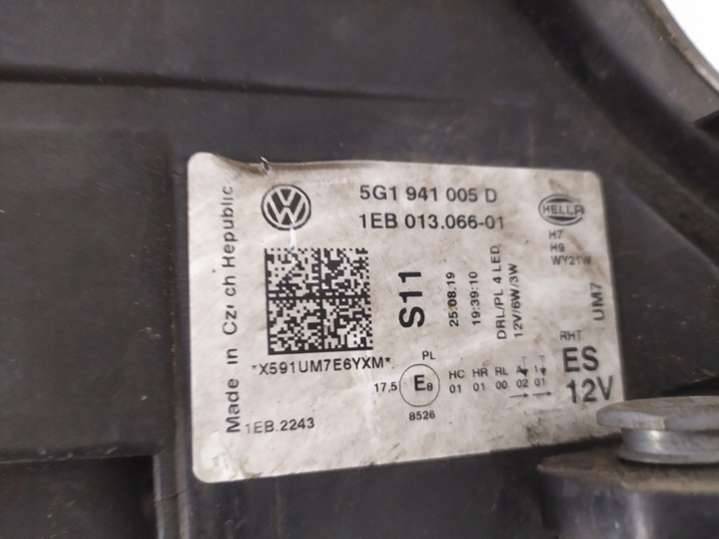 Made in Czech Republic
VW
5G1 941 005 D
1EB 013.066-01
HELLA
H7
H9
WY21W
S11
25.08.19
19:39:10
DRL/PL 4 LED
12V/6W/3W
UM7
*X591UM7E6YXM*
RHT
ES
12V
PL
17,5
E8
8526
HC HR RL A 1
01 01 00 02 01
1EB.2243